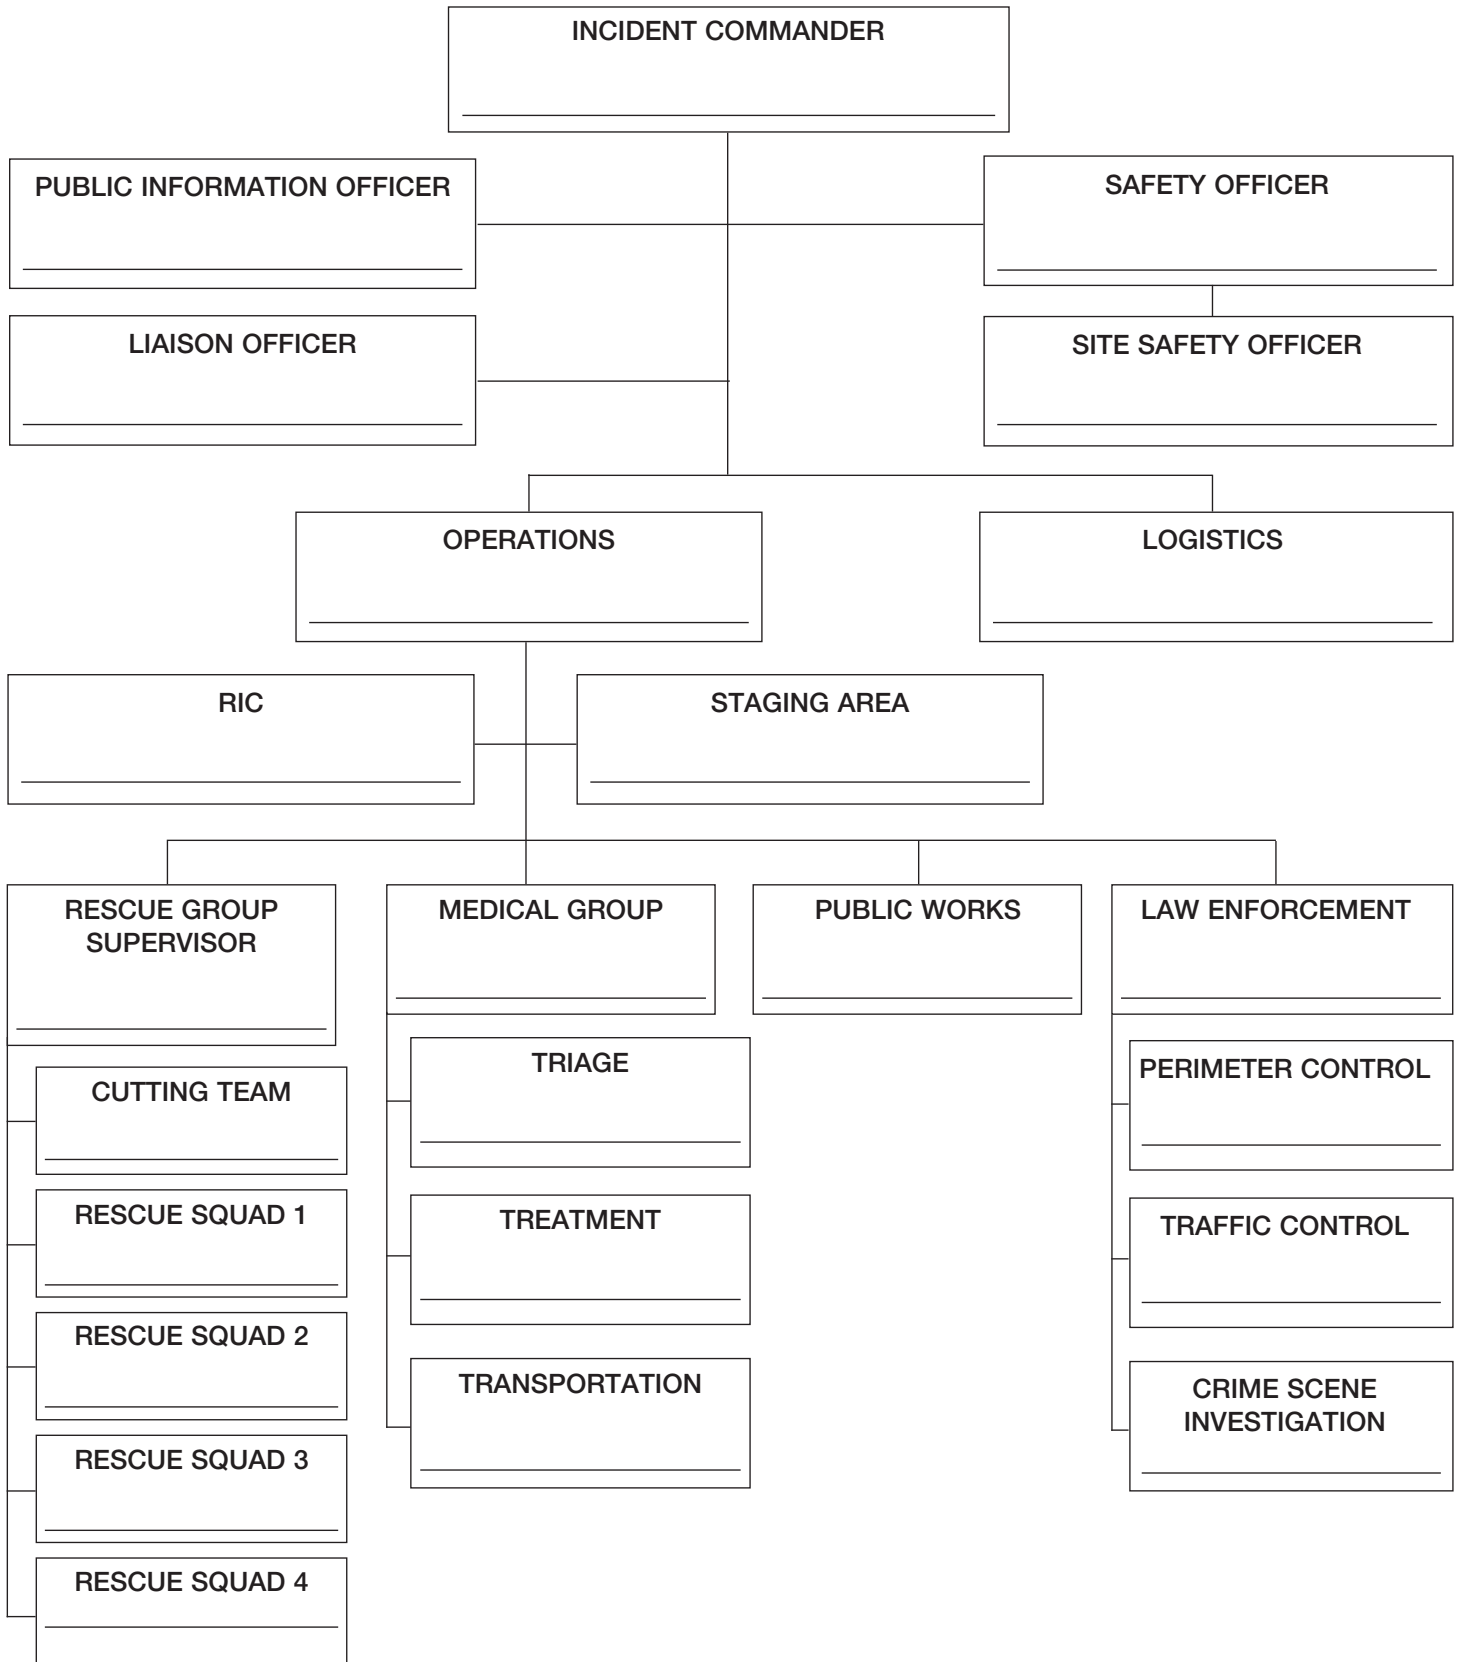 INCIDENT COMMANDER
PUBLIC INFORMATION OFFICER
SAFETY OFFICER
LIAISON OFFICER
SITE SAFETY OFFICER
OPERATIONS
LOGISTICS
RIC
STAGING AREA
RESCUE GROUP
SUPERVISOR
MEDICAL GROUP
PUBLIC WORKS
LAW ENFORCEMENT
CUTTING TEAM
RESCUE SQUAD 1
RESCUE SQUAD 2
RESCUE SQUAD 3
RESCUE SQUAD 4
TRIAGE
TREATMENT
TRANSPORTATION
PERIMETER CONTROL
TRAFFIC CONTROL
CRIME SCENE
INVESTIGATION